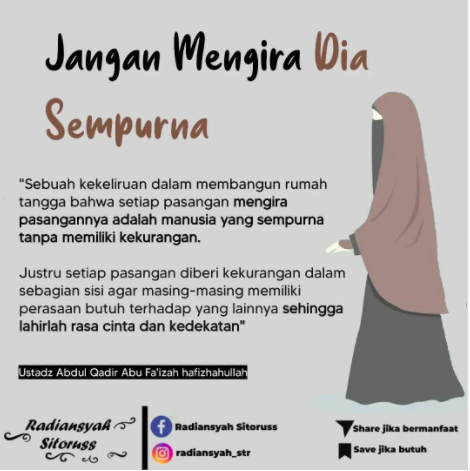 Jangan Mengira Dia
Sempurna
"Sebuah kekeliruan dalam membangun rumah
tangga bahwa setiap pasangan mengira
pasangannya adalah manusia yang sempurna
tanpa memiliki kekurangan.
Justru setiap pasangan diberi kekurangan dalam
sebagian sisi agar masing-masing memiliki
perasaan butuh terhadap yang lainnya sehingga
lahirlah rasa cinta dan kedekatan"
Ustadz Abdul Qadir Abu Fa'izah hafizhahullah
Radiansyah
Sitoruss
Radiansyah Sitoruss
radiansyah_str
Share jika bermanfaat
Save jika butuh